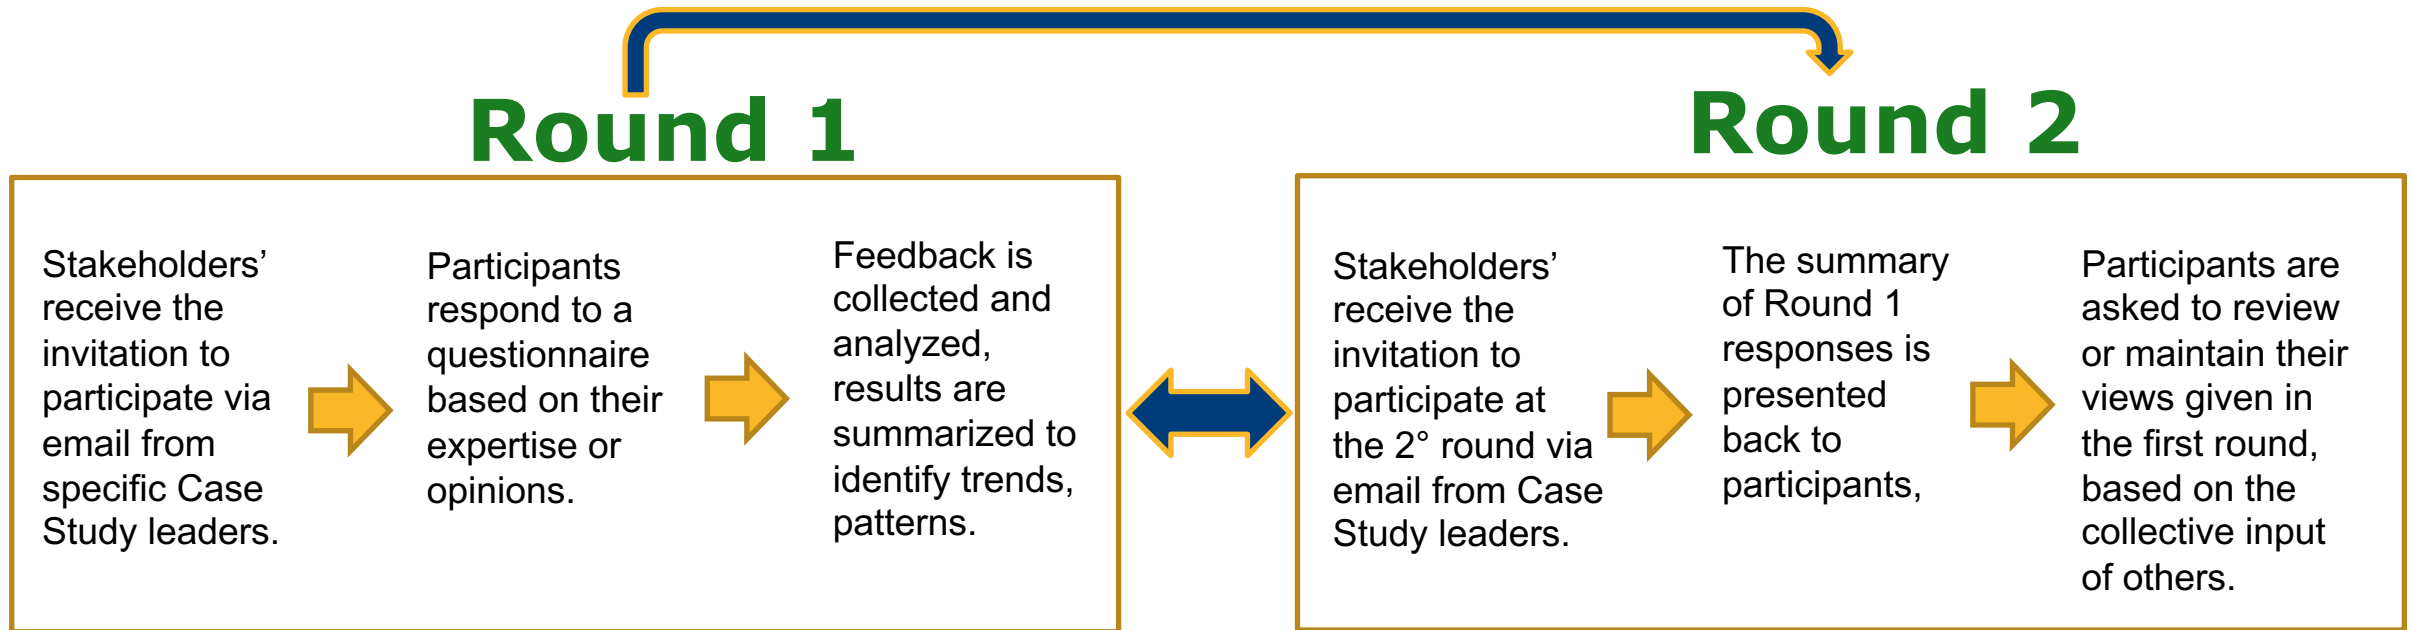 Round 1
Stakeholders’
receive the
invitation to
participate via
email from
specific Case
Study leaders.
Participants
respond to a
questionnaire
based on their
expertise or
opinions.
Feedback is
collected and
analyzed,
results are
summarized to
identify trends,
patterns.
Round 2
Stakeholders’
receive the
invitation to
participate at
the 2° round via
email from Case
Study leaders.
The summary
of Round 1
responses is
presented
back to
participants,
Participants are
asked to review
or maintain their
views given in
the first round,
based on the
collective input
of others.